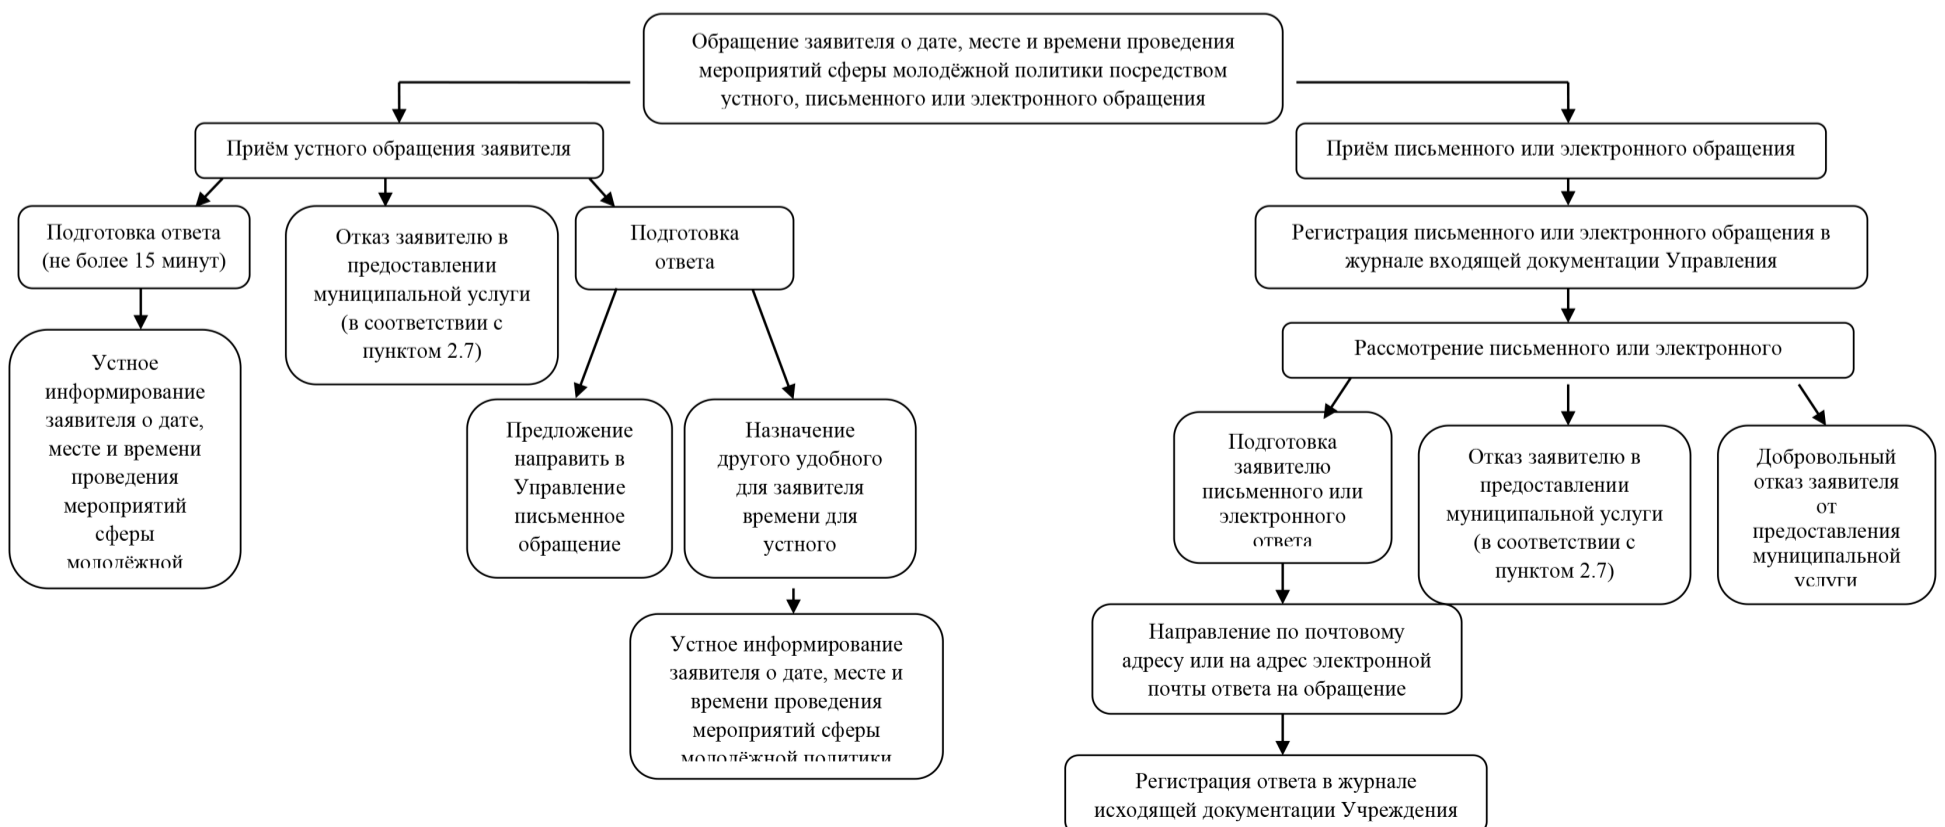 Обращение заявителя о дате, месте и времени проведения
мероприятий сферы молодёжной политики посредством
устного, письменного или электронного обращения
Приём устного обращения заявителя
Приём письменного или электронного обращения
Подготовка ответа
(не более 15 минут)
Отказ заявителю в
предоставлении
муниципальной услуги
(в соответствии с
пунктом 2.7)
Подготовка
ответа
Регистрация письменного или электронного обращения в
журнале входящей документации Управления
Устное
информирование
заявителя о дате,
месте и времени
проведения
мероприятий
сферы
молодёжной
Рассмотрение письменного или электронного
Предложение
направить в
Управление
письменное
обращение
Назначение
другого удобного
для заявителя
времени для
устного
Подготовка
заявителю
письменного или
электронного
ответа
Отказ заявителю в
предоставлении
муниципальной услуги
(в соответствии с
пунктом 2.7)
Добровольный
отказ заявителя
от
предоставления
муниципальной
услуги
Устное информирование
заявителя о дате, месте и
времени проведения
мероприятий сферы
молодёжной политики
Направление по почтовому
адресу или на адрес электронной
почты ответа на обращение
Регистрация ответа в журнале
исходящей документации Учреждения